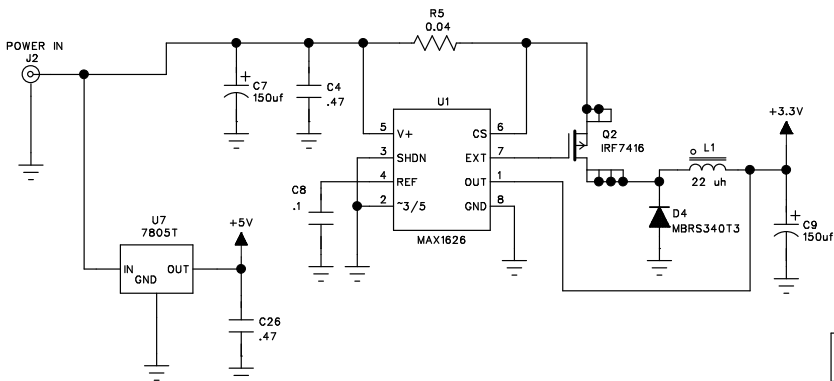 POWER IN
J2
R5
0.04
C7
150uf
C4
.47
U1
5
V+
CS
6
3
SHDN
EXT
7
4
REF
OUT
1
2
~3/5
GND
8
MAX1626
Q2
IRF7416
+3.3V
L1
22 uh
D4
MBRS340T3
C9
150uf
C8
.1
U7
7805T
IN
OUT
GND
+5V
C26
.47